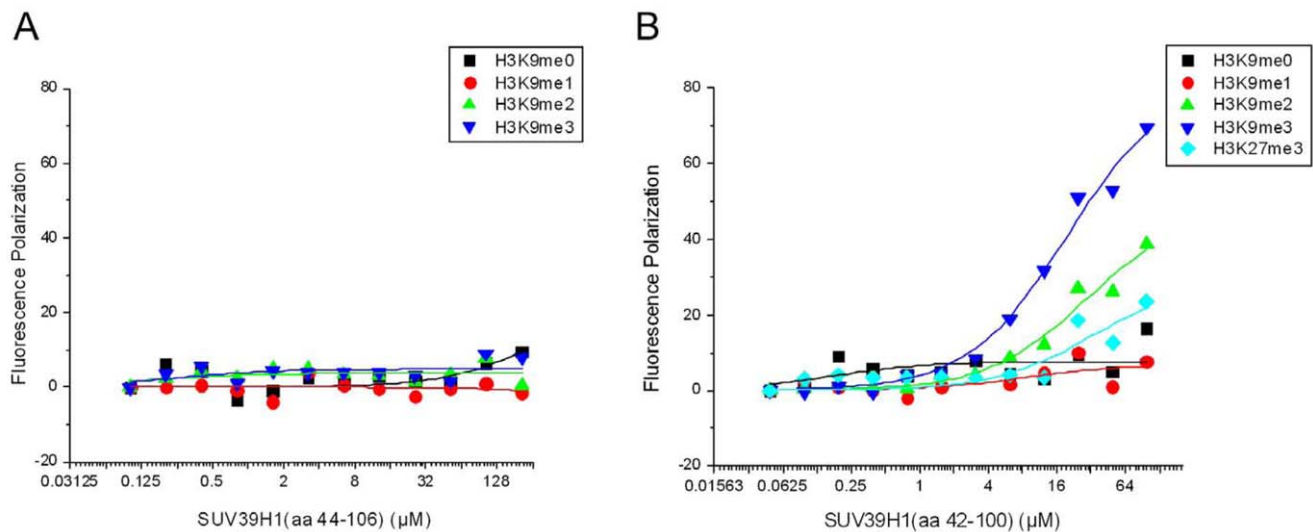 A
H3K9me0
H3K9me1
H3K9me2
H3K9me3
80
60
40
20
0
-20
Fluorescence Polarization
0.03125 0.125 0.5 2 8 32 128
SUV39H1(aa 44-106) (µM)
B
H3K9me0
H3K9me1
H3K9me2
H3K9me3
H3K27me3
80
60
40
20
0
-20
Fluorescence Polarization
0.01563 0.0625 0.25 1 4 16 64
SUV39H1(aa 42-100) (µM)